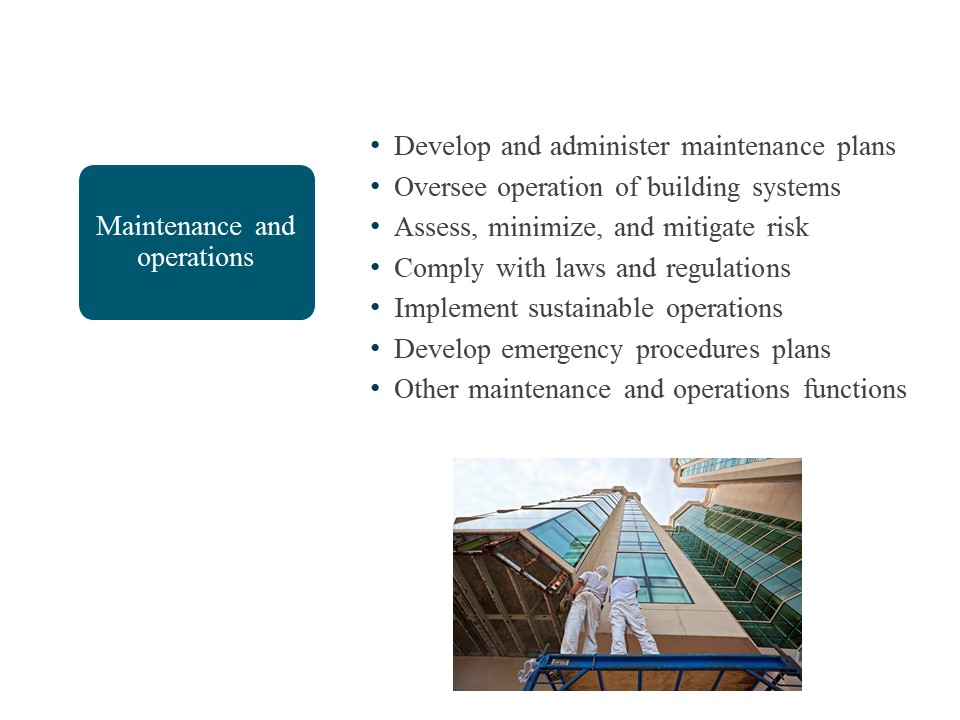 Maintenance and
operations
• Develop and administer maintenance plans
• Oversee operation of building systems
• Assess, minimize, and mitigate risk
• Comply with laws and regulations
• Implement sustainable operations
• Develop emergency procedures plans
• Other maintenance and operations functions